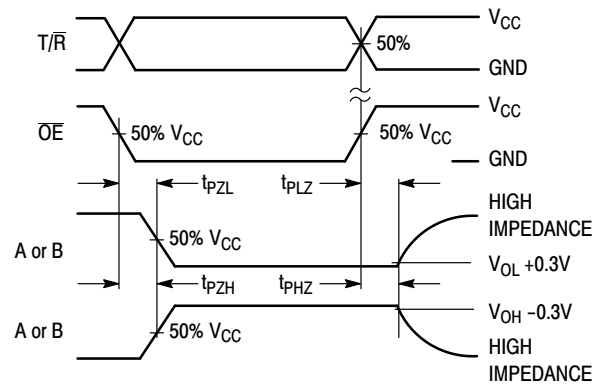 T/R̅
50%
VCC
GND
O̅E̅
50% VCC
50% VCC
VCC
GND
tPZL
tPLZ
A or B
50% VCC
HIGH
IMPEDANCE
VOL +0.3V
tPZH
tPHZ
A or B
50% VCC
VOH -0.3V
HIGH
IMPEDANCE